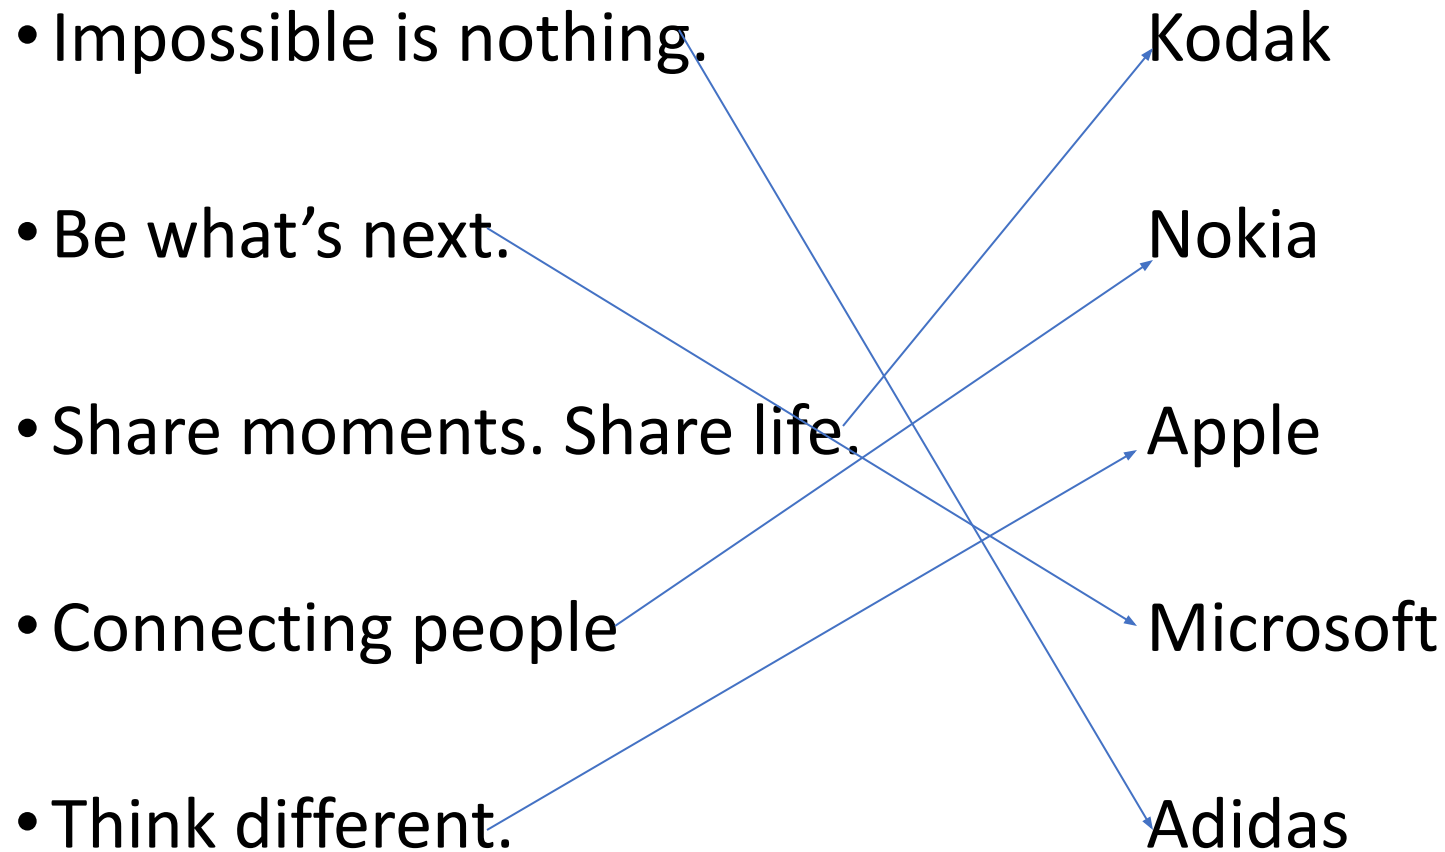 • Impossible is nothing. Kodak
• Be what’s next. Nokia
• Share moments. Share life. Apple
• Connecting people Microsoft
• Think different. Adidas